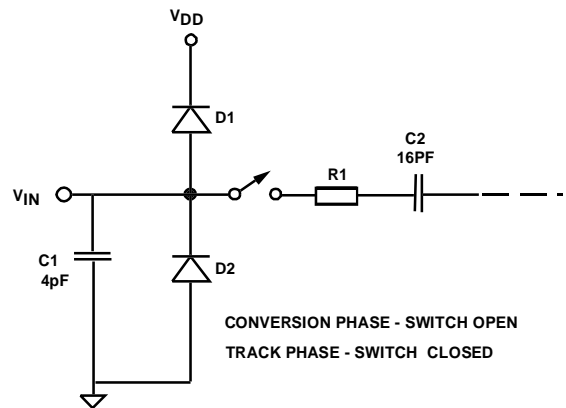 VDD
D1
C2
16PF
R1
VIN
C1
4pF
D2
CONVERSION PHASE - SWITCH OPEN
TRACK PHASE - SWITCH CLOSED